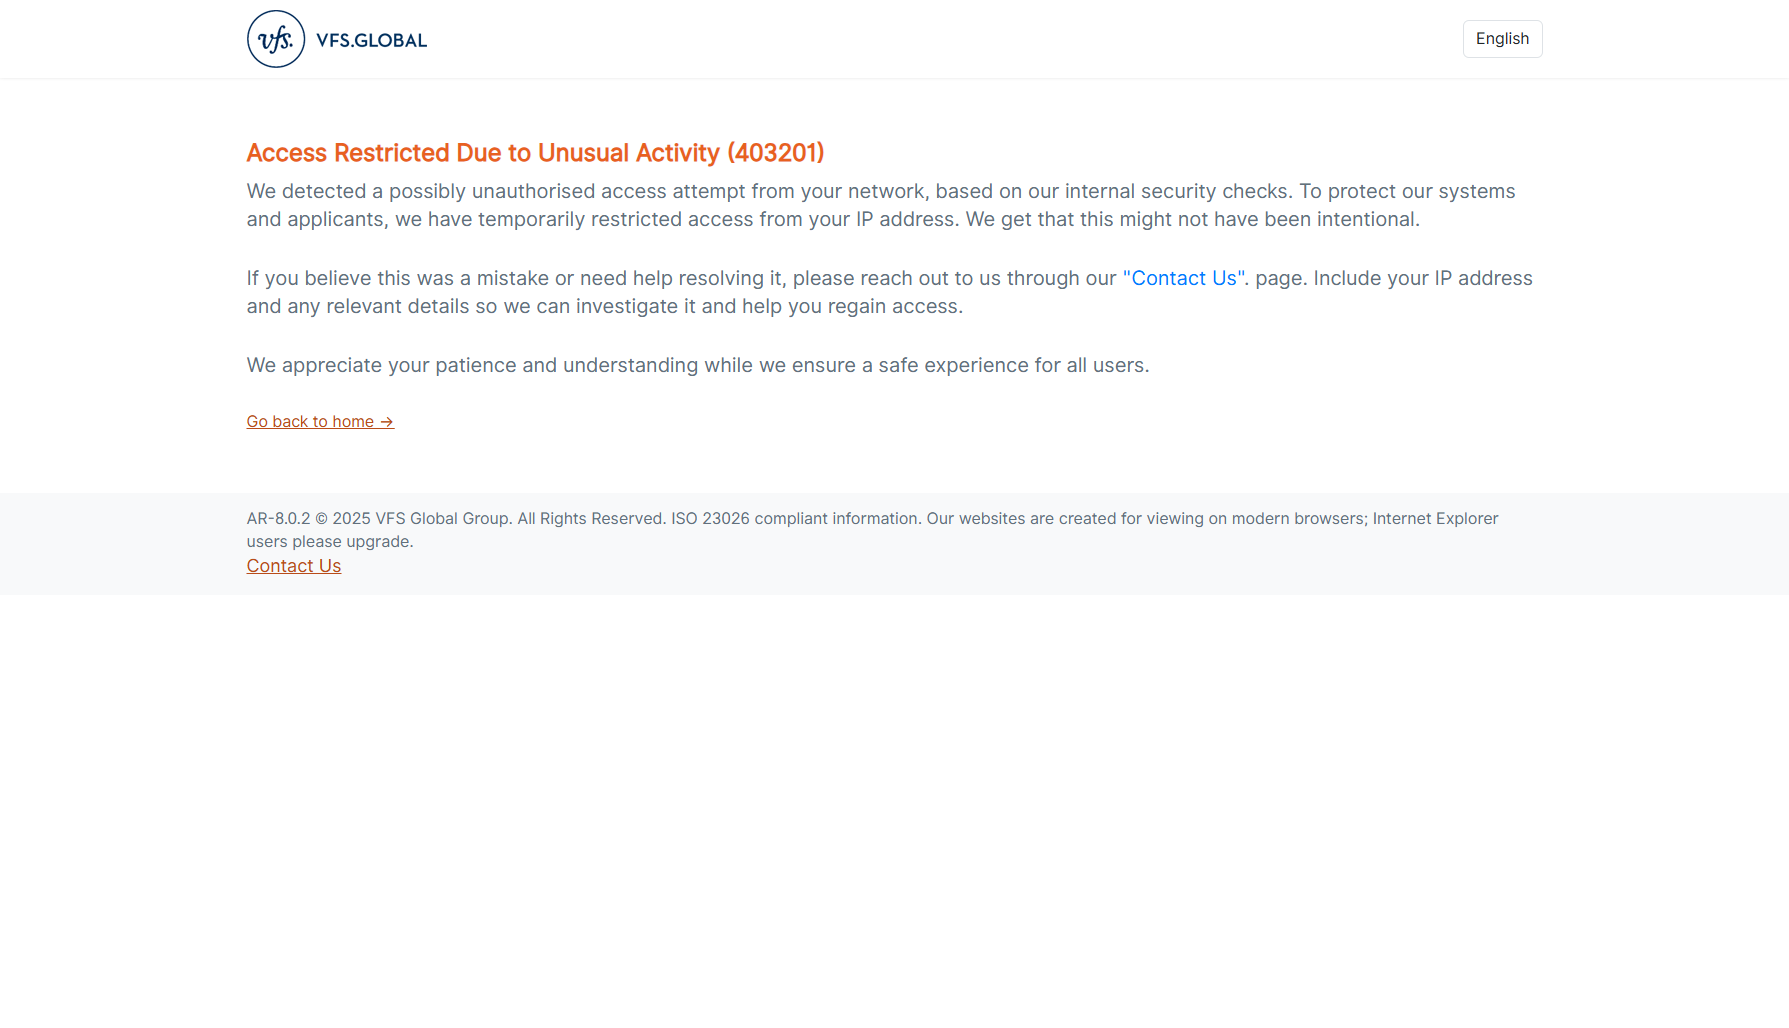 vfs. VFS.GLOBAL
English
Access Restricted Due to Unusual Activity (403201)
We detected a possibly unauthorised access attempt from your network, based on our internal security checks. To protect our systems
and applicants, we have temporarily restricted access from your IP address. We get that this might not have been intentional.
If you believe this was a mistake or need help resolving it, please reach out to us through our "Contact Us". page. Include your IP address
and any relevant details so we can investigate it and help you regain access.
We appreciate your patience and understanding while we ensure a safe experience for all users.
Go back to home →
AR-8.0.2 © 2025 VFS Global Group. All Rights Reserved. ISO 23026 compliant information. Our websites are created for viewing on modern browsers; Internet Explorer
users please upgrade.
Contact Us